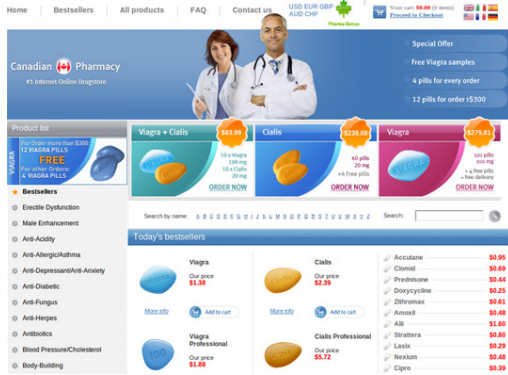 Home
Bestsellers
All products
FAQ
Contact us
USD EUR GBP
AUD CHF
Pharma Bonus
Your cart: $0.00 (0 items)
Proceed to Checkout
Canadian Pharmacy
#1 Internet Online Drugstore
Special Offer
Free Viagra samples
4 pills for every order
12 pills for order >$300
Product list
VIAGRA
For Order more than $300:
12 VIAGRA PILLS
FREE
For other Orders:
4 VIAGRA PILLS
Bestsellers
Erectile Dysfunction
Male Enhancement
Anti-Acidity
Anti-Allergic/Asthma
Anti-Depressant/Anti-Anxiety
Anti-Diabetic
Anti-Fungus
Anti-Herpes
Antibiotics
Blood Pressure/Cholesterol
Body-Building
Viagra + Cialis
$83.99
10 x Viagra
100 mg
10 x Cialis
20 mg
ORDER NOW
Cialis
60 pills
20 mg
+6 free pills
ORDER NOW
Viagra
$279.81
120 pills
100 mg
+ 4 free pills
+ free delivery
ORDER NOW
Search by name: A B C D E F G H I J K L M N O P Q R S T U V W X Y Z
Search:
Today's bestsellers
Viagra
Our price
$1.38
More info
Add to cart
Cialis
Our price
$2.39
More info
Add to cart
Viagra
Professional
Our price
$1.88
100
Cialis Professional
Our price
$5.72
Accutane $0.95
Clomid $0.69
Prednisone $0.44
Doxycycline $0.25
Zithromax $0.61
Amoxil $0.48
Alli $1.60
Strattera $0.80
Lasix $0.29
Nexium $0.48
Cipro $0.39